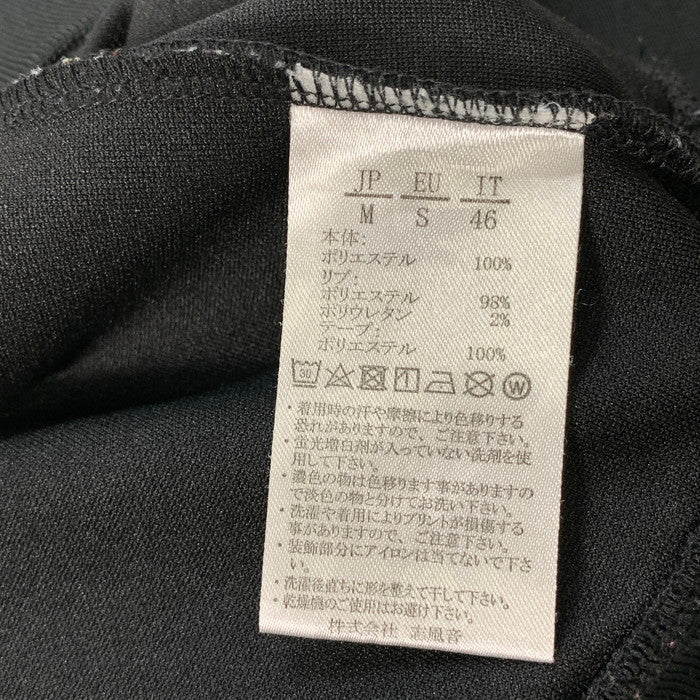 JP EU IT
M S 46
本体:
ポリエステル 100%
リブ:
ポリエステル 98%
ポリウレタン 2%
テープ:
ポリエステル 100%
30 W
・着用時の汗や摩擦により色移りする
恐れがありますので、ご注意下さい。
・蛍光増白剤が入っていない洗剤を使
用して下さい。
・濃色の物は色移ります事がありますの
で淡色の物と分けてお洗い下さい。
・洗濯や着用によりプリントが損傷する
事がありますので、ご注意下さい。
・装飾部分にアイロンは当てないで下さ
い。
・洗濯後直ちに形を整えて干して下さい。
・乾燥機のご使用はお避け下さい。
株式会社 志風音